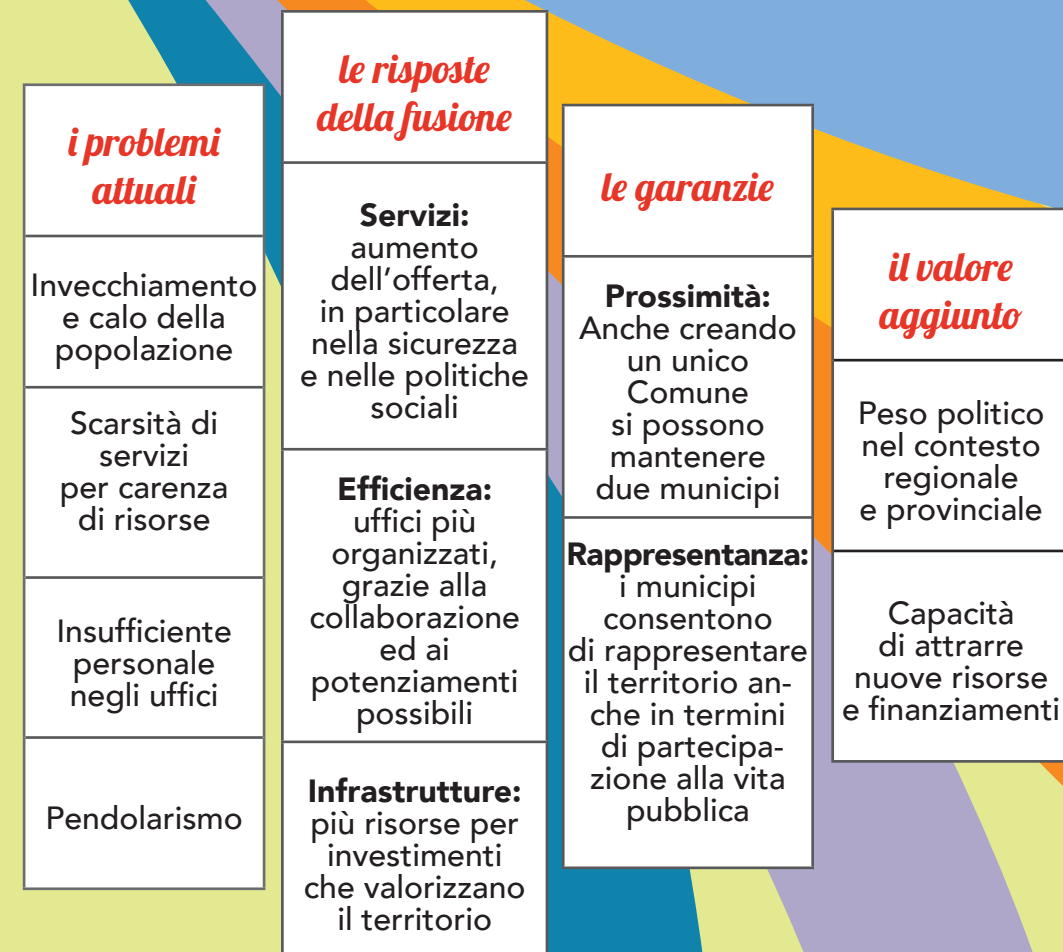 i problemi
attuali
Invecchiamento
e calo della
popolazione
Scarsità di
servizi
per carenza
di risorse
Insufficiente
personale
negli uffici
Pendolarismo
le risposte
della fusione
Servizi:
aumento
dell’offerta,
in particolare
nella sicurezza
e nelle politiche
sociali
Efficienza:
uffici più
organizzati,
grazie alla
collaborazione
ed ai
potenziamenti
possibili
Infrastrutture:
più risorse per
investimenti
che valorizzano
il territorio
le garanzie
Prossimità:
Anche creando
un unico
Comune
si possono
mantenere
due municipi
Rappresentanza:
i municipi
consentono
di rappresentare
il territorio an-
che in termini
di partecipa-
zione alla vita
pubblica
il valore
aggiunto
Peso politico
nel contesto
regionale
e provinciale
Capacità
di attrarre
nuove risorse
e finanziamenti